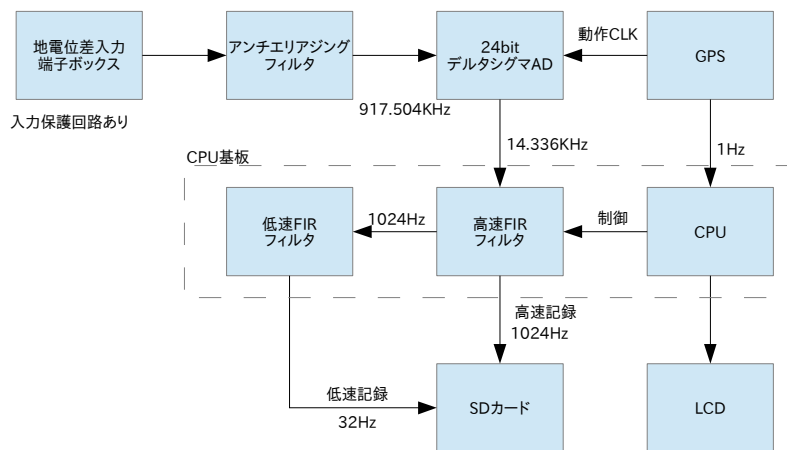 地電位差入力
端子ボックス
アンチエリアジング
フィルタ
24bit
デルタシグマAD
動作CLK
GPS
入力保護回路あり
917.504KHz
14.336KHz
1Hz
CPU基板
低速FIR
フィルタ
1024Hz
高速FIR
フィルタ
制御
CPU
高速記録
1024Hz
低速記録
32Hz
SDカード
LCD